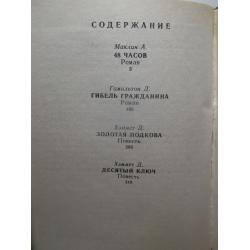 СОДЕРЖАНИЕ
Маклин А.
48 ЧАСОВ
Роман
Гамильтон Д.
ГИБЕЛЬ ГРАЖДАНИНА
Роман
Хэммет Д.
ЗОЛОТАЯ ПОДКОВА
Повесть
Хэммет Д.
ДЕСЯТЫЙ КЛЮЧ
Повесть